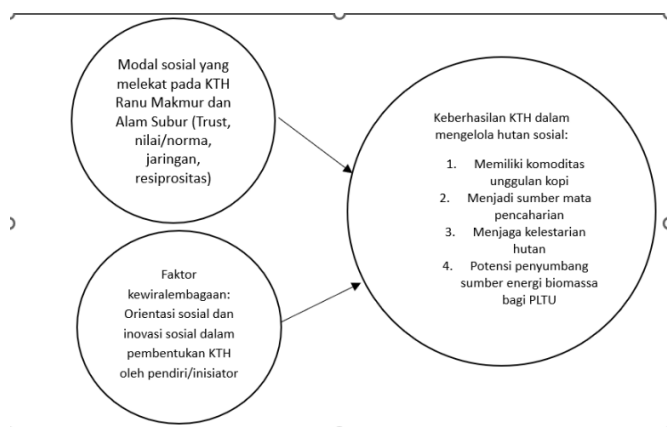 Modal sosial yang
melekat pada KTH
Ranu Makmur dan
Alam Subur (Trust,
nilai/norma,
jaringan,
resiprositas)
Faktor
kewiralembagaan:
Orientasi sosial dan
inovasi sosial dalam
pembentukan KTH
oleh pendiri/inisiator
Keberhasilan KTH dalam
mengelola hutan sosial:
1. Memiliki komoditas
unggulan kopi
2. Menjadi sumber mata
pencaharian
3. Menjaga kelestarian
hutan
4. Potensi penyumbang
sumber energi biomassa
bagi PLTU